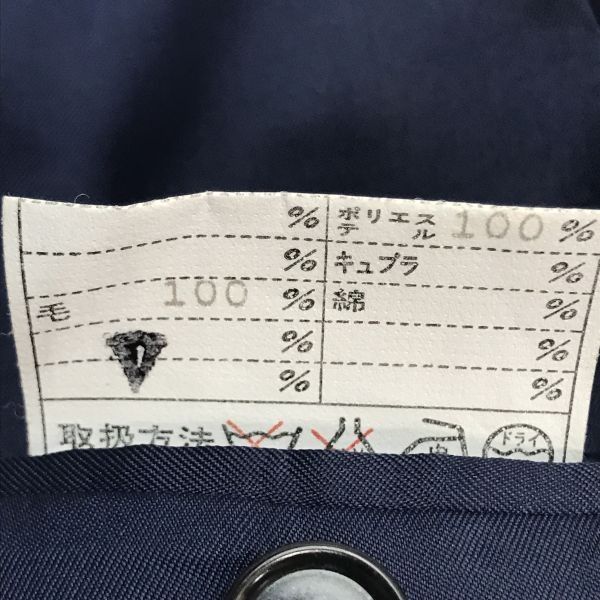 % ポリエステル 100 %
% キュプラ %
毛 100 % 綿 %
% %
% %
取扱方法 中 ドライ